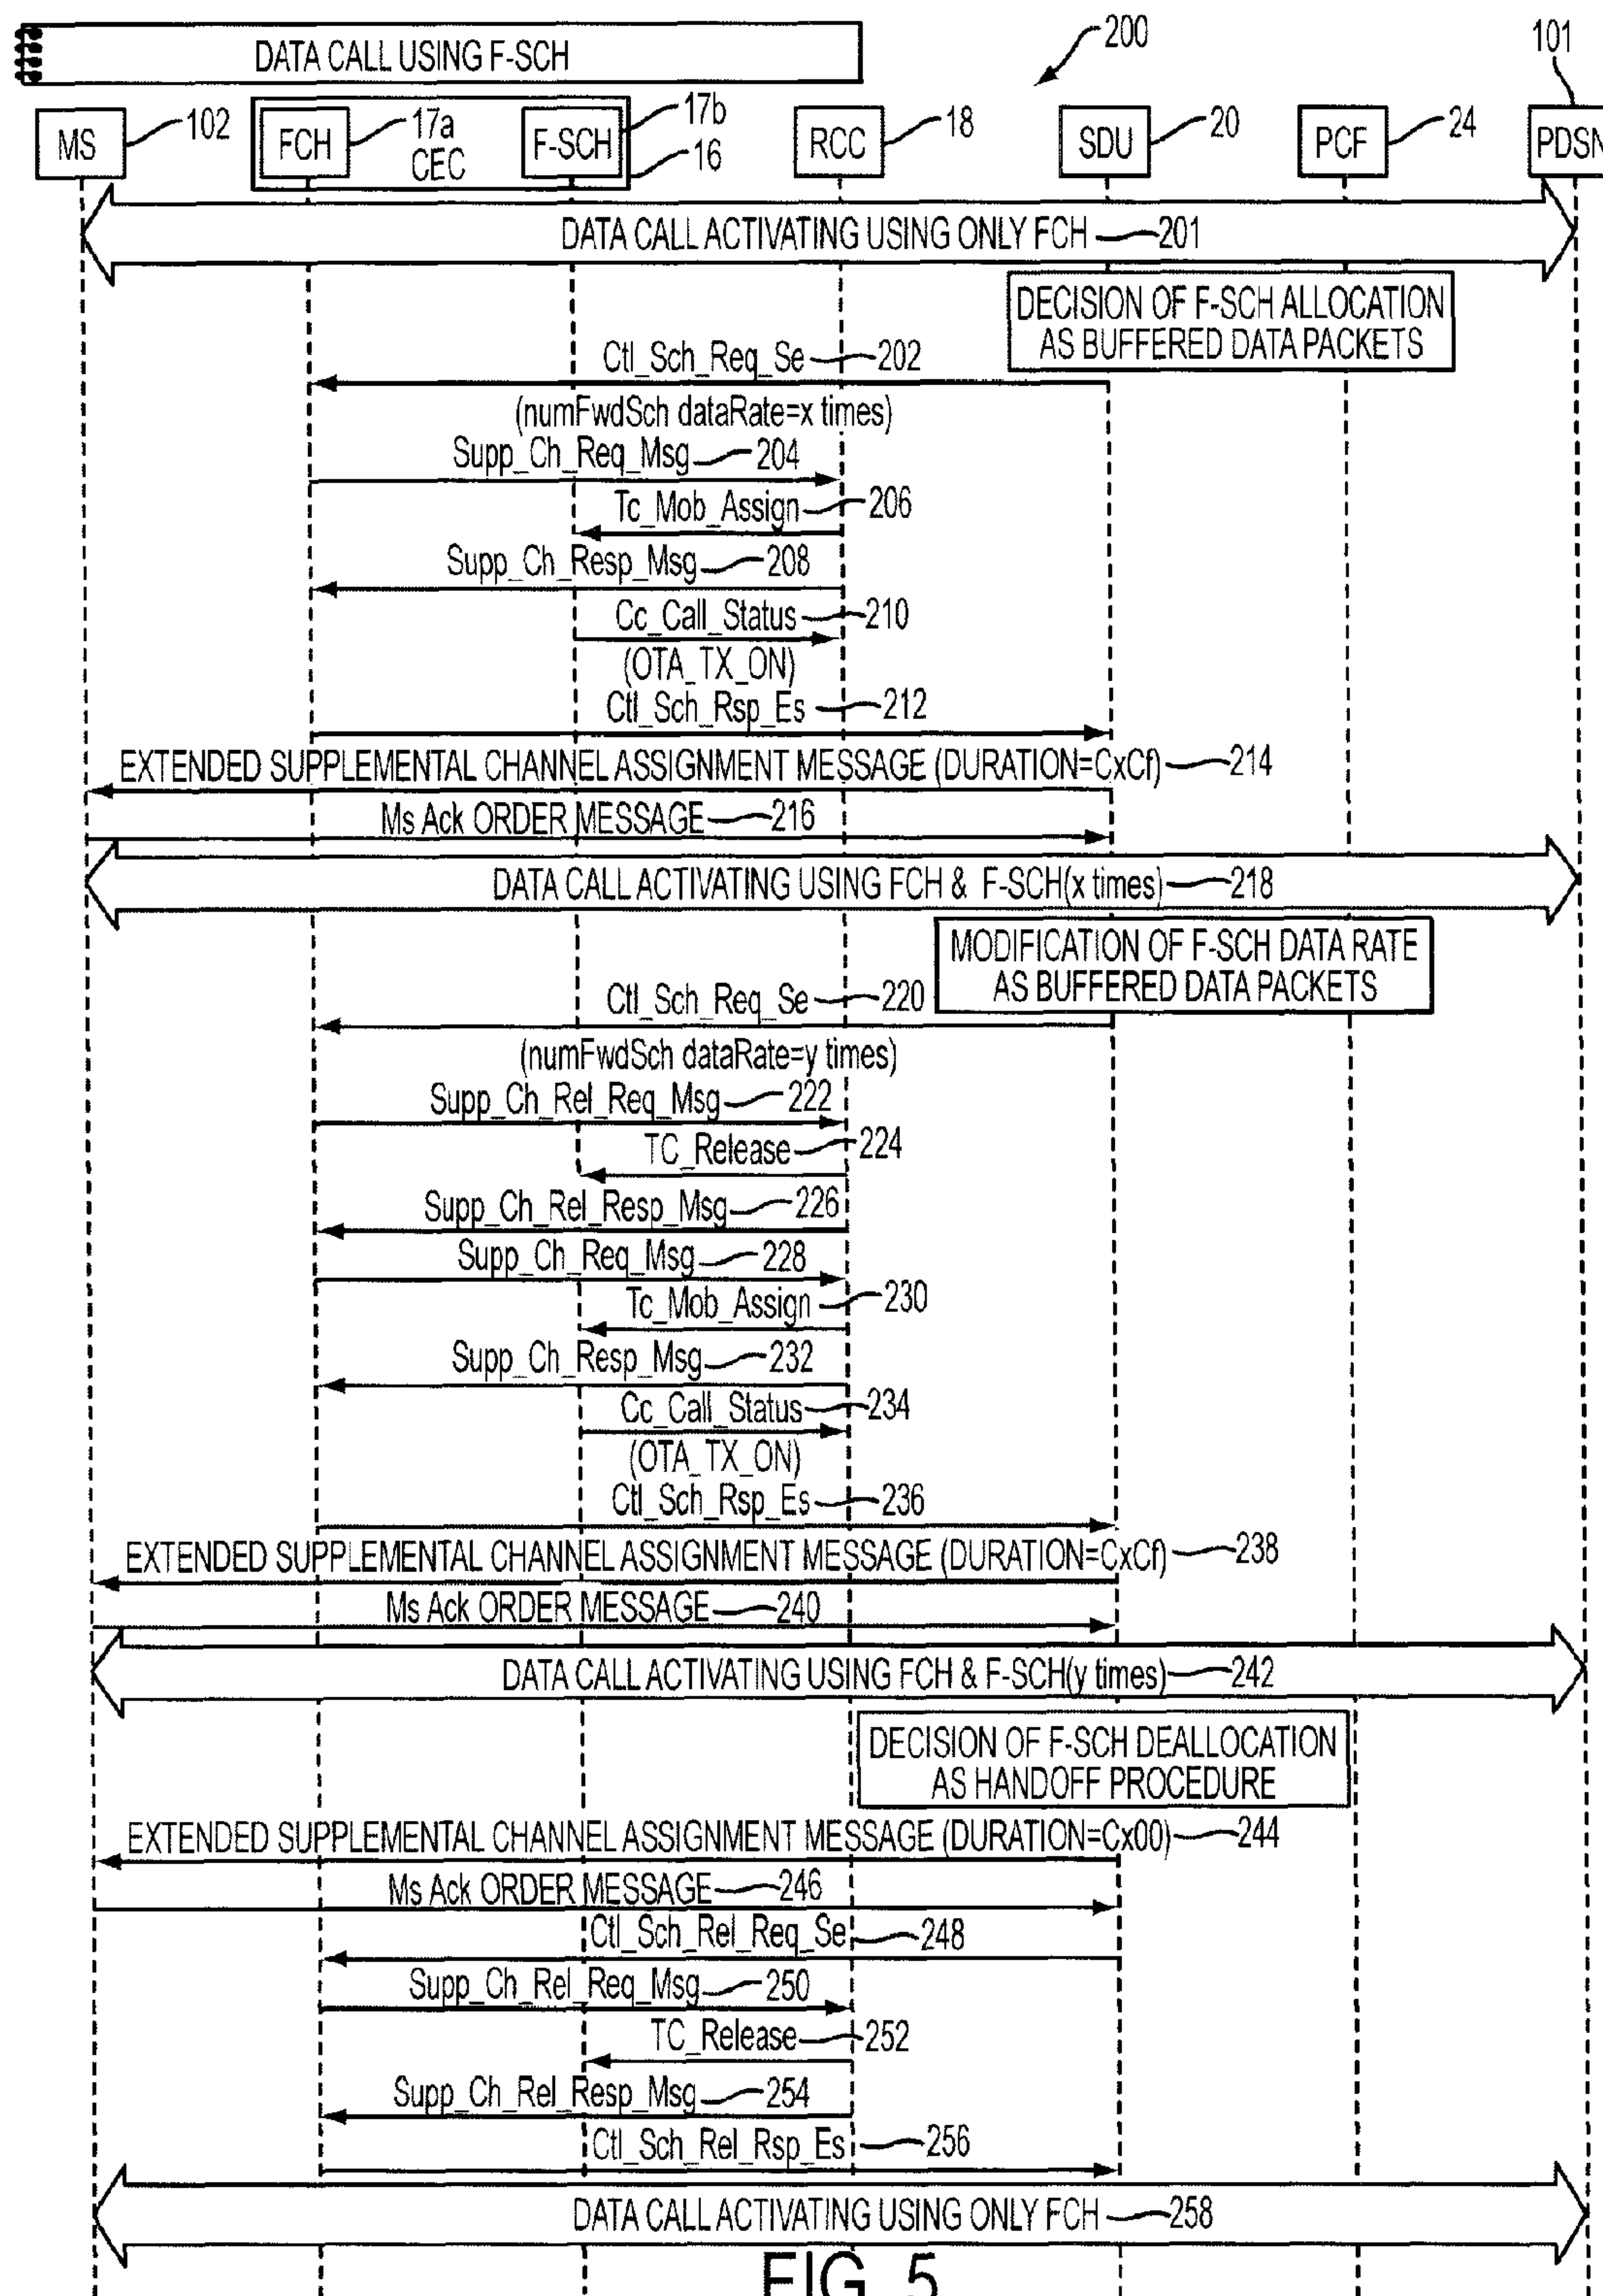 DATA CALL USING F-SCH
200
101
MS
102
FCH
17a
CEC
F-SCH
17b
16
RCC
18
SDU
20
PCF
24
PDSN
DATA CALL ACTIVATING USING ONLY FCH 201
DECISION OF F-SCH ALLOCATION
AS BUFFERED DATA PACKETS
Ctl_Sch_Req_Se 202
(numFwdSch dataRate=x times)
Supp_Ch_Req_Msg 204
Tc_Mob_Assign 206
Supp_Ch_Resp_Msg 208
Cc_Call_Status 210
(OTA_TX_ON)
Ctl_Sch_Rsp_Es 212
EXTENDED SUPPLEMENTAL CHANNEL ASSIGNMENT MESSAGE (DURATION=CxCf) 214
Ms Ack ORDER MESSAGE 216
DATA CALL ACTIVATING USING FCH & F-SCH(x times) 218
MODIFICATION OF F-SCH DATA RATE
AS BUFFERED DATA PACKETS
Ctl_Sch_Req_Se 220
(numFwdSch dataRate=y times)
Supp_Ch_Rel_Req_Msg 222
TC_Release 224
Supp_Ch_Rel_Resp_Msg 226
Supp_Ch_Req_Msg 228
Tc_Mob_Assign 230
Supp_Ch_Resp_Msg 232
Cc_Call_Status 234
(OTA_TX_ON)
Ctl_Sch_Rsp_Es 236
EXTENDED SUPPLEMENTAL CHANNEL ASSIGNMENT MESSAGE (DURATION=CxCf) 238
Ms Ack ORDER MESSAGE 240
DATA CALL ACTIVATING USING FCH & F-SCH(y times) 242
DECISION OF F-SCH DEALLOCATION
AS HANDOFF PROCEDURE
EXTENDED SUPPLEMENTAL CHANNEL ASSIGNMENT MESSAGE (DURATION=Cx00) 244
Ms Ack ORDER MESSAGE 246
Ctl_Sch_Rel_Req_Se 248
Supp_Ch_Rel_Req_Msg 250
TC_Release 252
Supp_Ch_Rel_Resp_Msg 254
Ctl_Sch_Rel_Rsp_Es 256
DATA CALL ACTIVATING USING ONLY FCH 258
FIG. 5